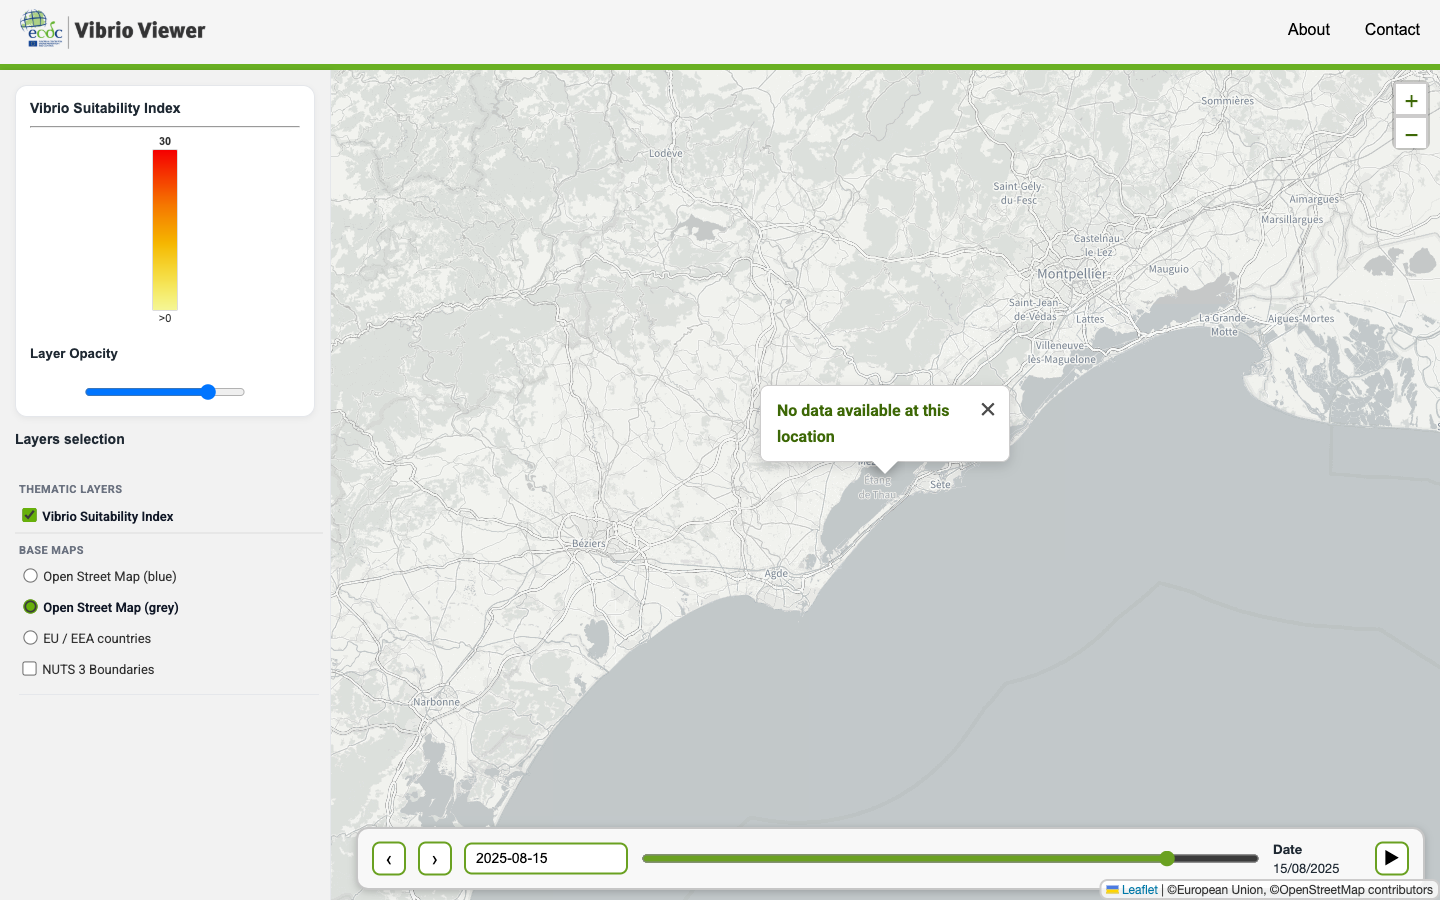 ecdc
Vibrio Viewer
About
Contact
Vibrio Suitability Index
30
>0
Layer Opacity
Layers selection
THEMATIC LAYERS
Vibrio Suitability Index
BASE MAPS
Open Street Map (blue)
Open Street Map (grey)
EU / EEA countries
NUTS 3 Boundaries
+
−
Sommières
Lodève
Saint-Gély-
du-Fesc
Aimargues
Marsillargues
Castelnau-
le-Lez
Montpellier
Mauguio
Saint-Jean-
de-Védas
Lattes
La Grande-
Motte
Aigues-Mortes
Villeneuve-
lès-Maguelone
No data available at this
location
Étang
de Thau
Sète
Béziers
Agde
Narbonne
‹
›
2025-08-15
Date
15/08/2025
Leaflet | ©European Union, ©OpenStreetMap contributors